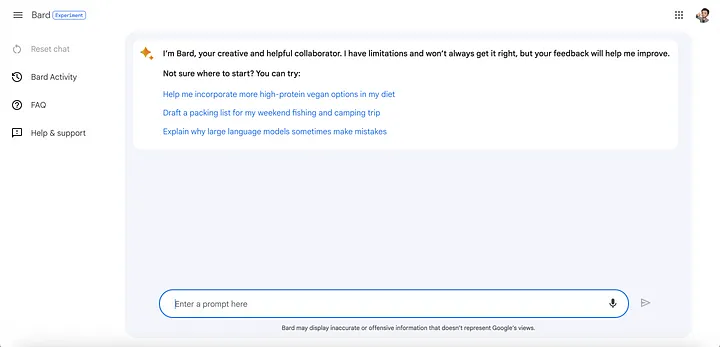 Bard Experiment
Reset chat
Bard Activity
FAQ
Help & support
I'm Bard, your creative and helpful collaborator. I have limitations and won't always get it right, but your feedback will help me improve.
Not sure where to start? You can try:
Help me incorporate more high-protein vegan options in my diet
Draft a packing list for my weekend fishing and camping trip
Explain why large language models sometimes make mistakes
Enter a prompt here
Bard may display inaccurate or offensive information that doesn't represent Google's views.